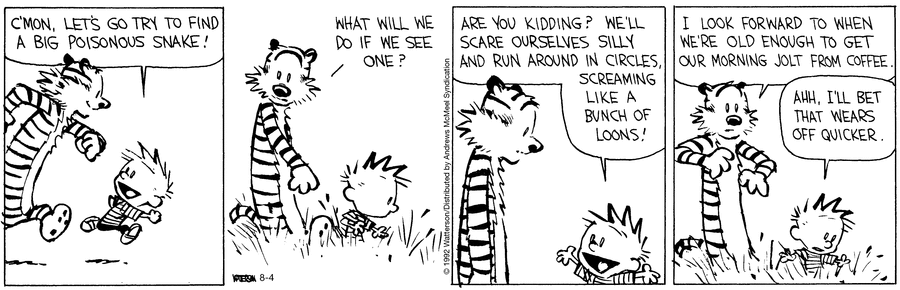 C'MON, LET'S GO TRY TO FIND
A BIG POISONOUS SNAKE!
WHAT WILL WE
DO IF WE SEE
ONE?
WATTERSON 8-4
© 1992 Watterson/Distributed by Andrews McMeel Syndication
ARE YOU KIDDING? WE'LL
SCARE OURSELVES SILLY
AND RUN AROUND IN CIRCLES,
SCREAMING
LIKE A
BUNCH OF
LOONS!
I LOOK FORWARD TO WHEN
WE'RE OLD ENOUGH TO GET
OUR MORNING JOLT FROM COFFEE.
AHH, I'LL BET
THAT WEARS
OFF QUICKER.